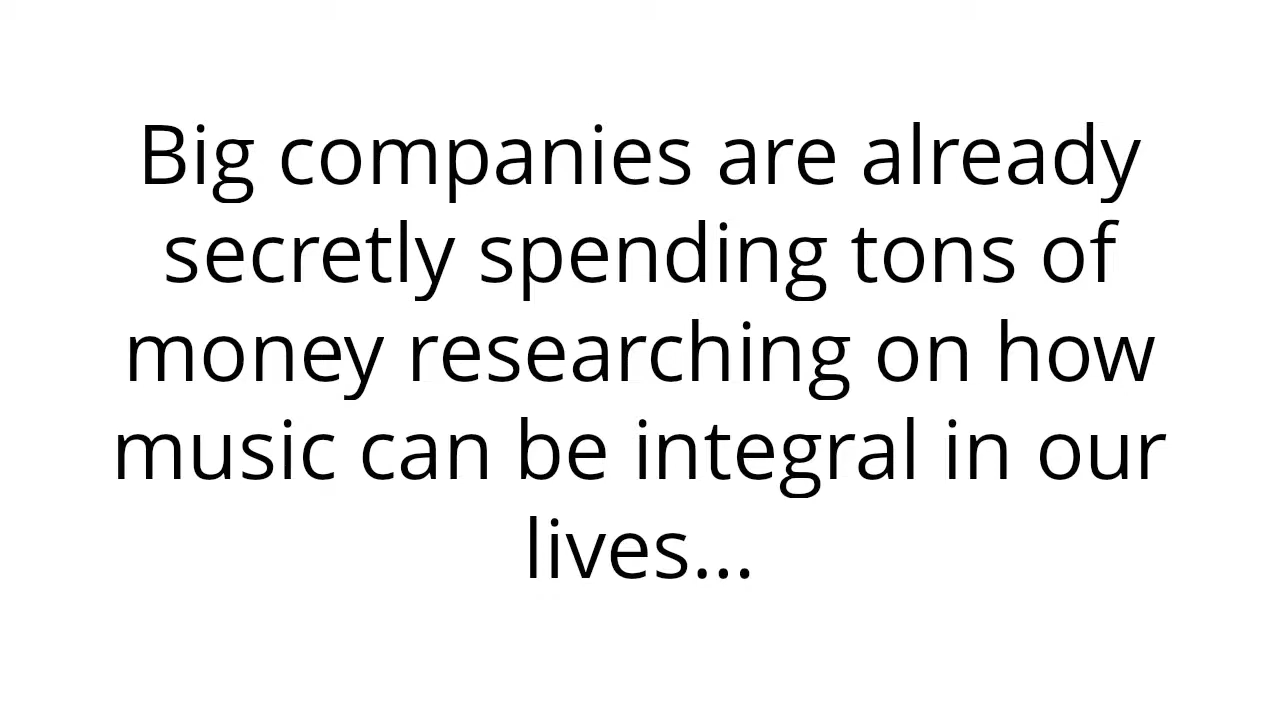 Big companies are already
secretly spending tons of
money researching on how
music can be integral in our
lives...